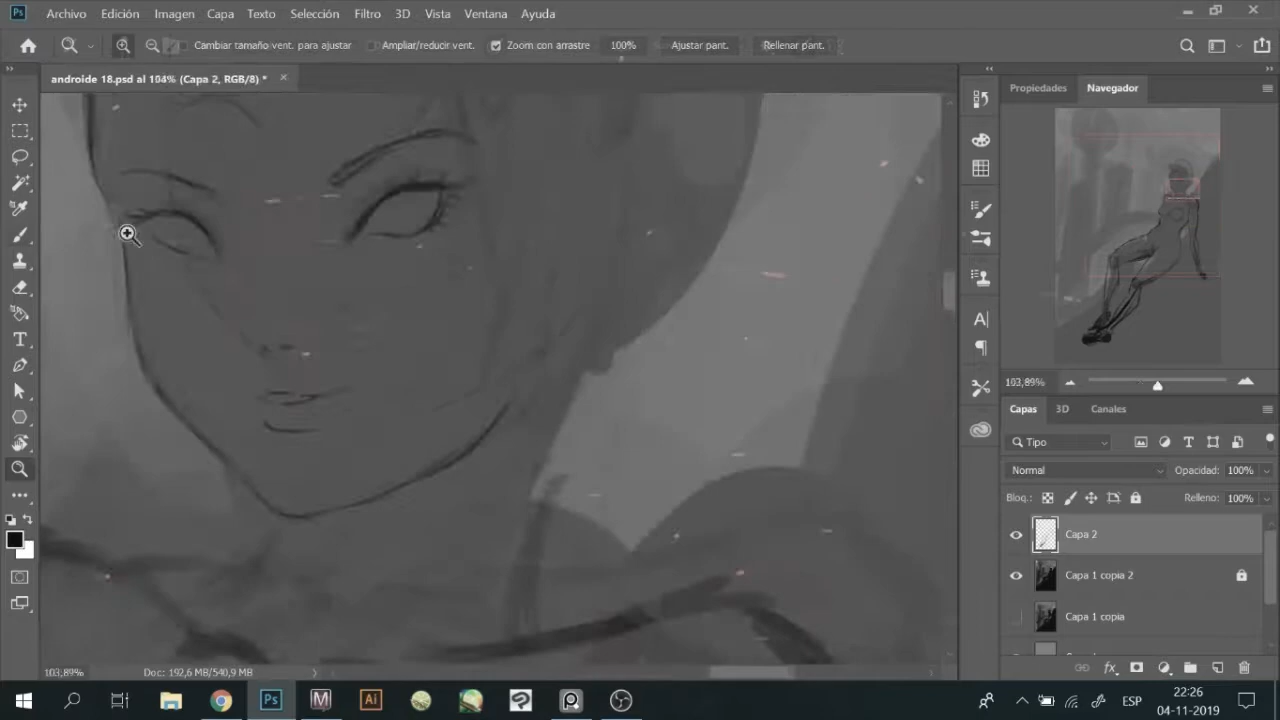 Ps Archivo Edición Imagen Capa Texto Selección Filtro 3D Vista Ventana Ayuda
Cambiar tamaño vent. para ajustar Ampliar/reducir vent. Zoom con arrastre 100% Ajustar pant. Rellenar pant.
androide 18.psd al 104% (Capa 2, RGB/8) *
Propiedades Navegador
103,89%
Capas 3D Canales
Tipo
Normal Opacidad: 100%
Bloq.: Relleno: 100%
Capa 2
Capa 1 copia 2
Capa 1 copia
103,89% Doc: 192,6 MB/540,9 MB
Ps M Ai ESP
22:26
04-11-2019